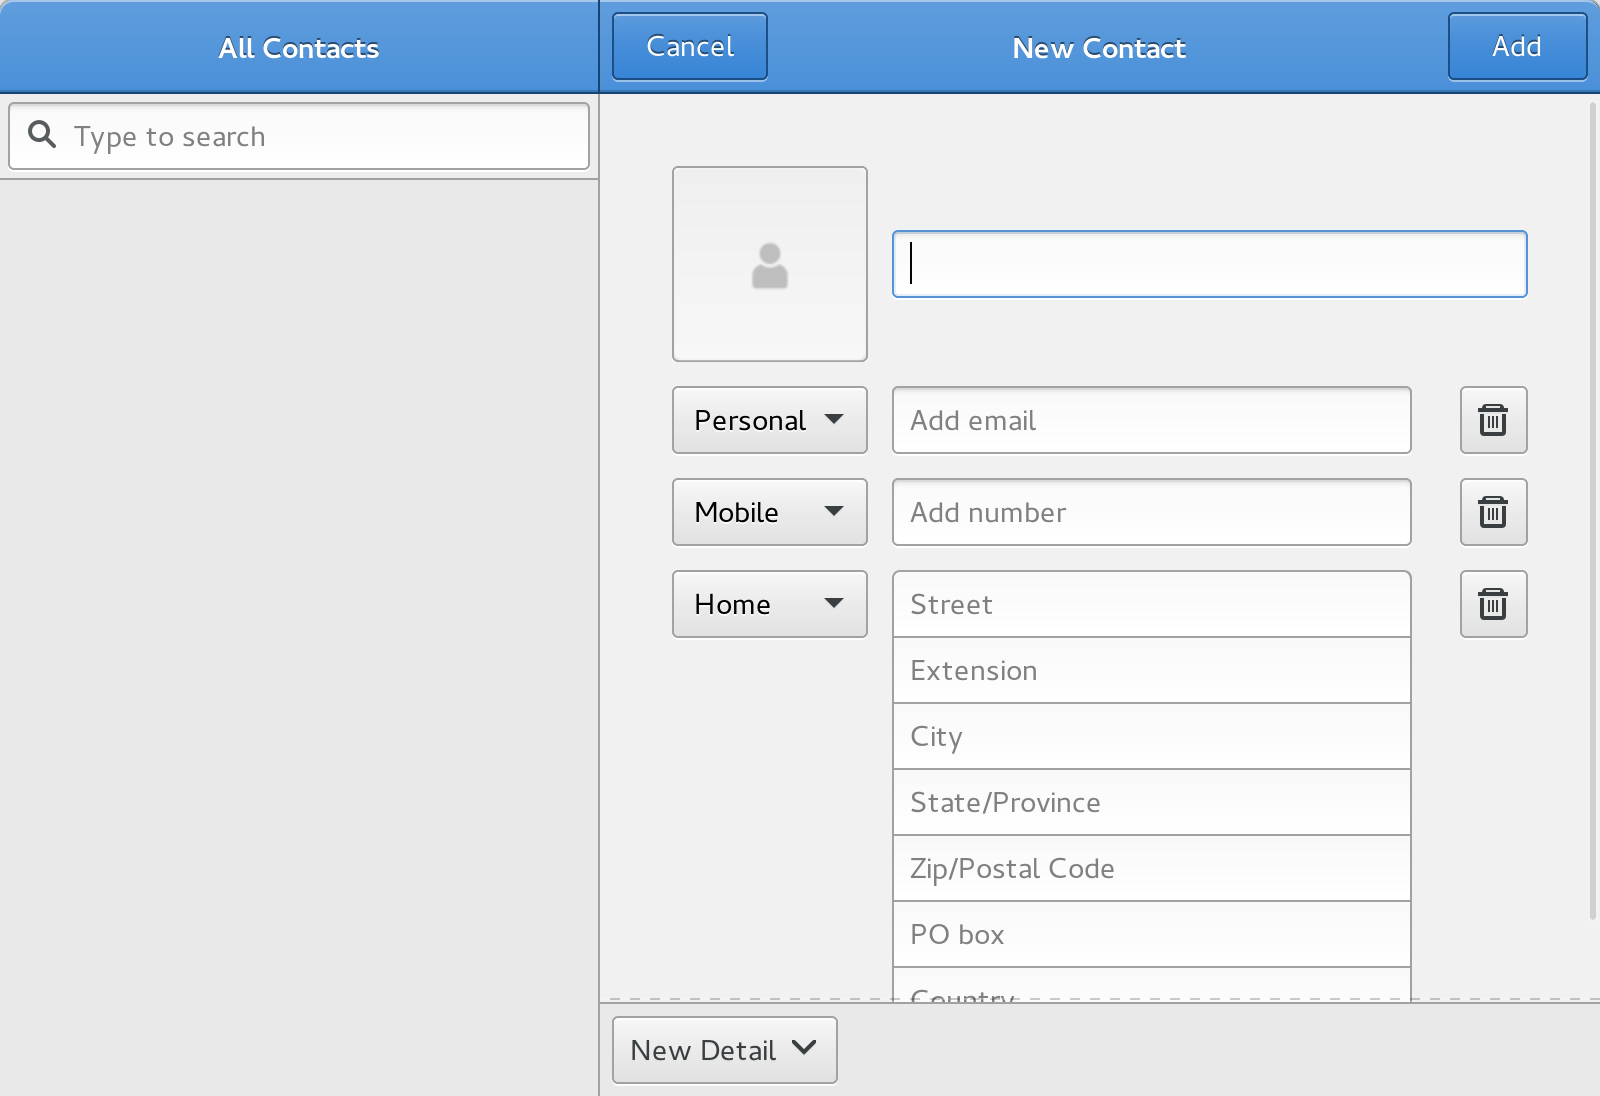 All Contacts
Cancel
New Contact
Add
Type to search
Personal
Add email
Mobile
Add number
Home
Street
Extension
City
State/Province
Zip/Postal Code
PO box
Country
New Detail